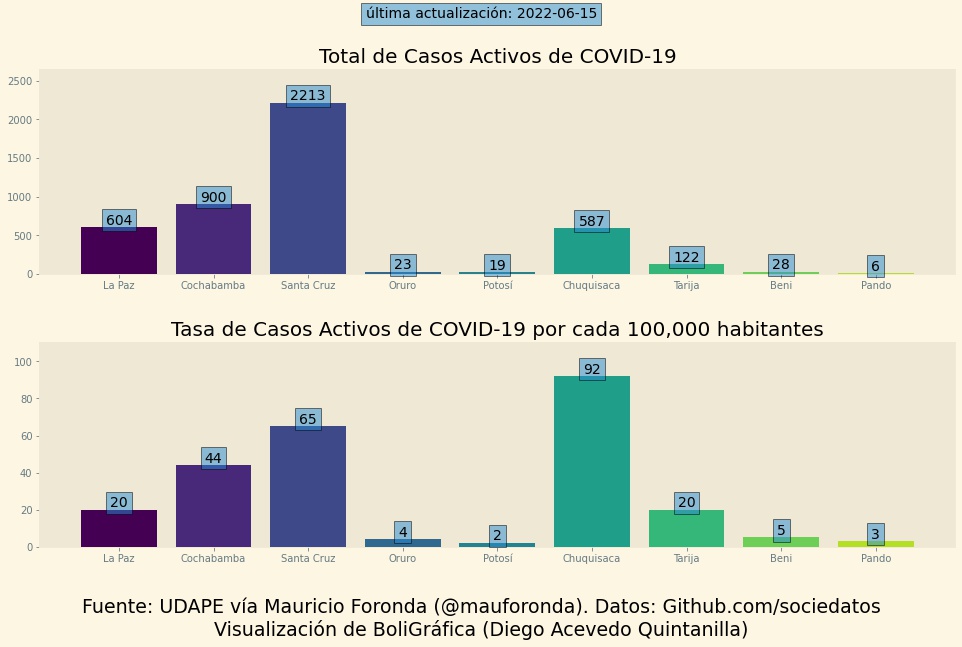 última actualización: 2022-06-15
Total de Casos Activos de COVID-19
2500
2000
1500
1000
500
0
604
900
2213
23
19
587
122
28
6
La Paz
Cochabamba
Santa Cruz
Oruro
Potosí
Chuquisaca
Tarija
Beni
Pando
Tasa de Casos Activos de COVID-19 por cada 100,000 habitantes
100
80
60
40
20
0
20
44
65
4
2
92
20
5
3
La Paz
Cochabamba
Santa Cruz
Oruro
Potosí
Chuquisaca
Tarija
Beni
Pando
Fuente: UDAPE vía Mauricio Foronda (@mauforonda). Datos: Github.com/sociedatos
Visualización de BoliGráfica (Diego Acevedo Quintanilla)